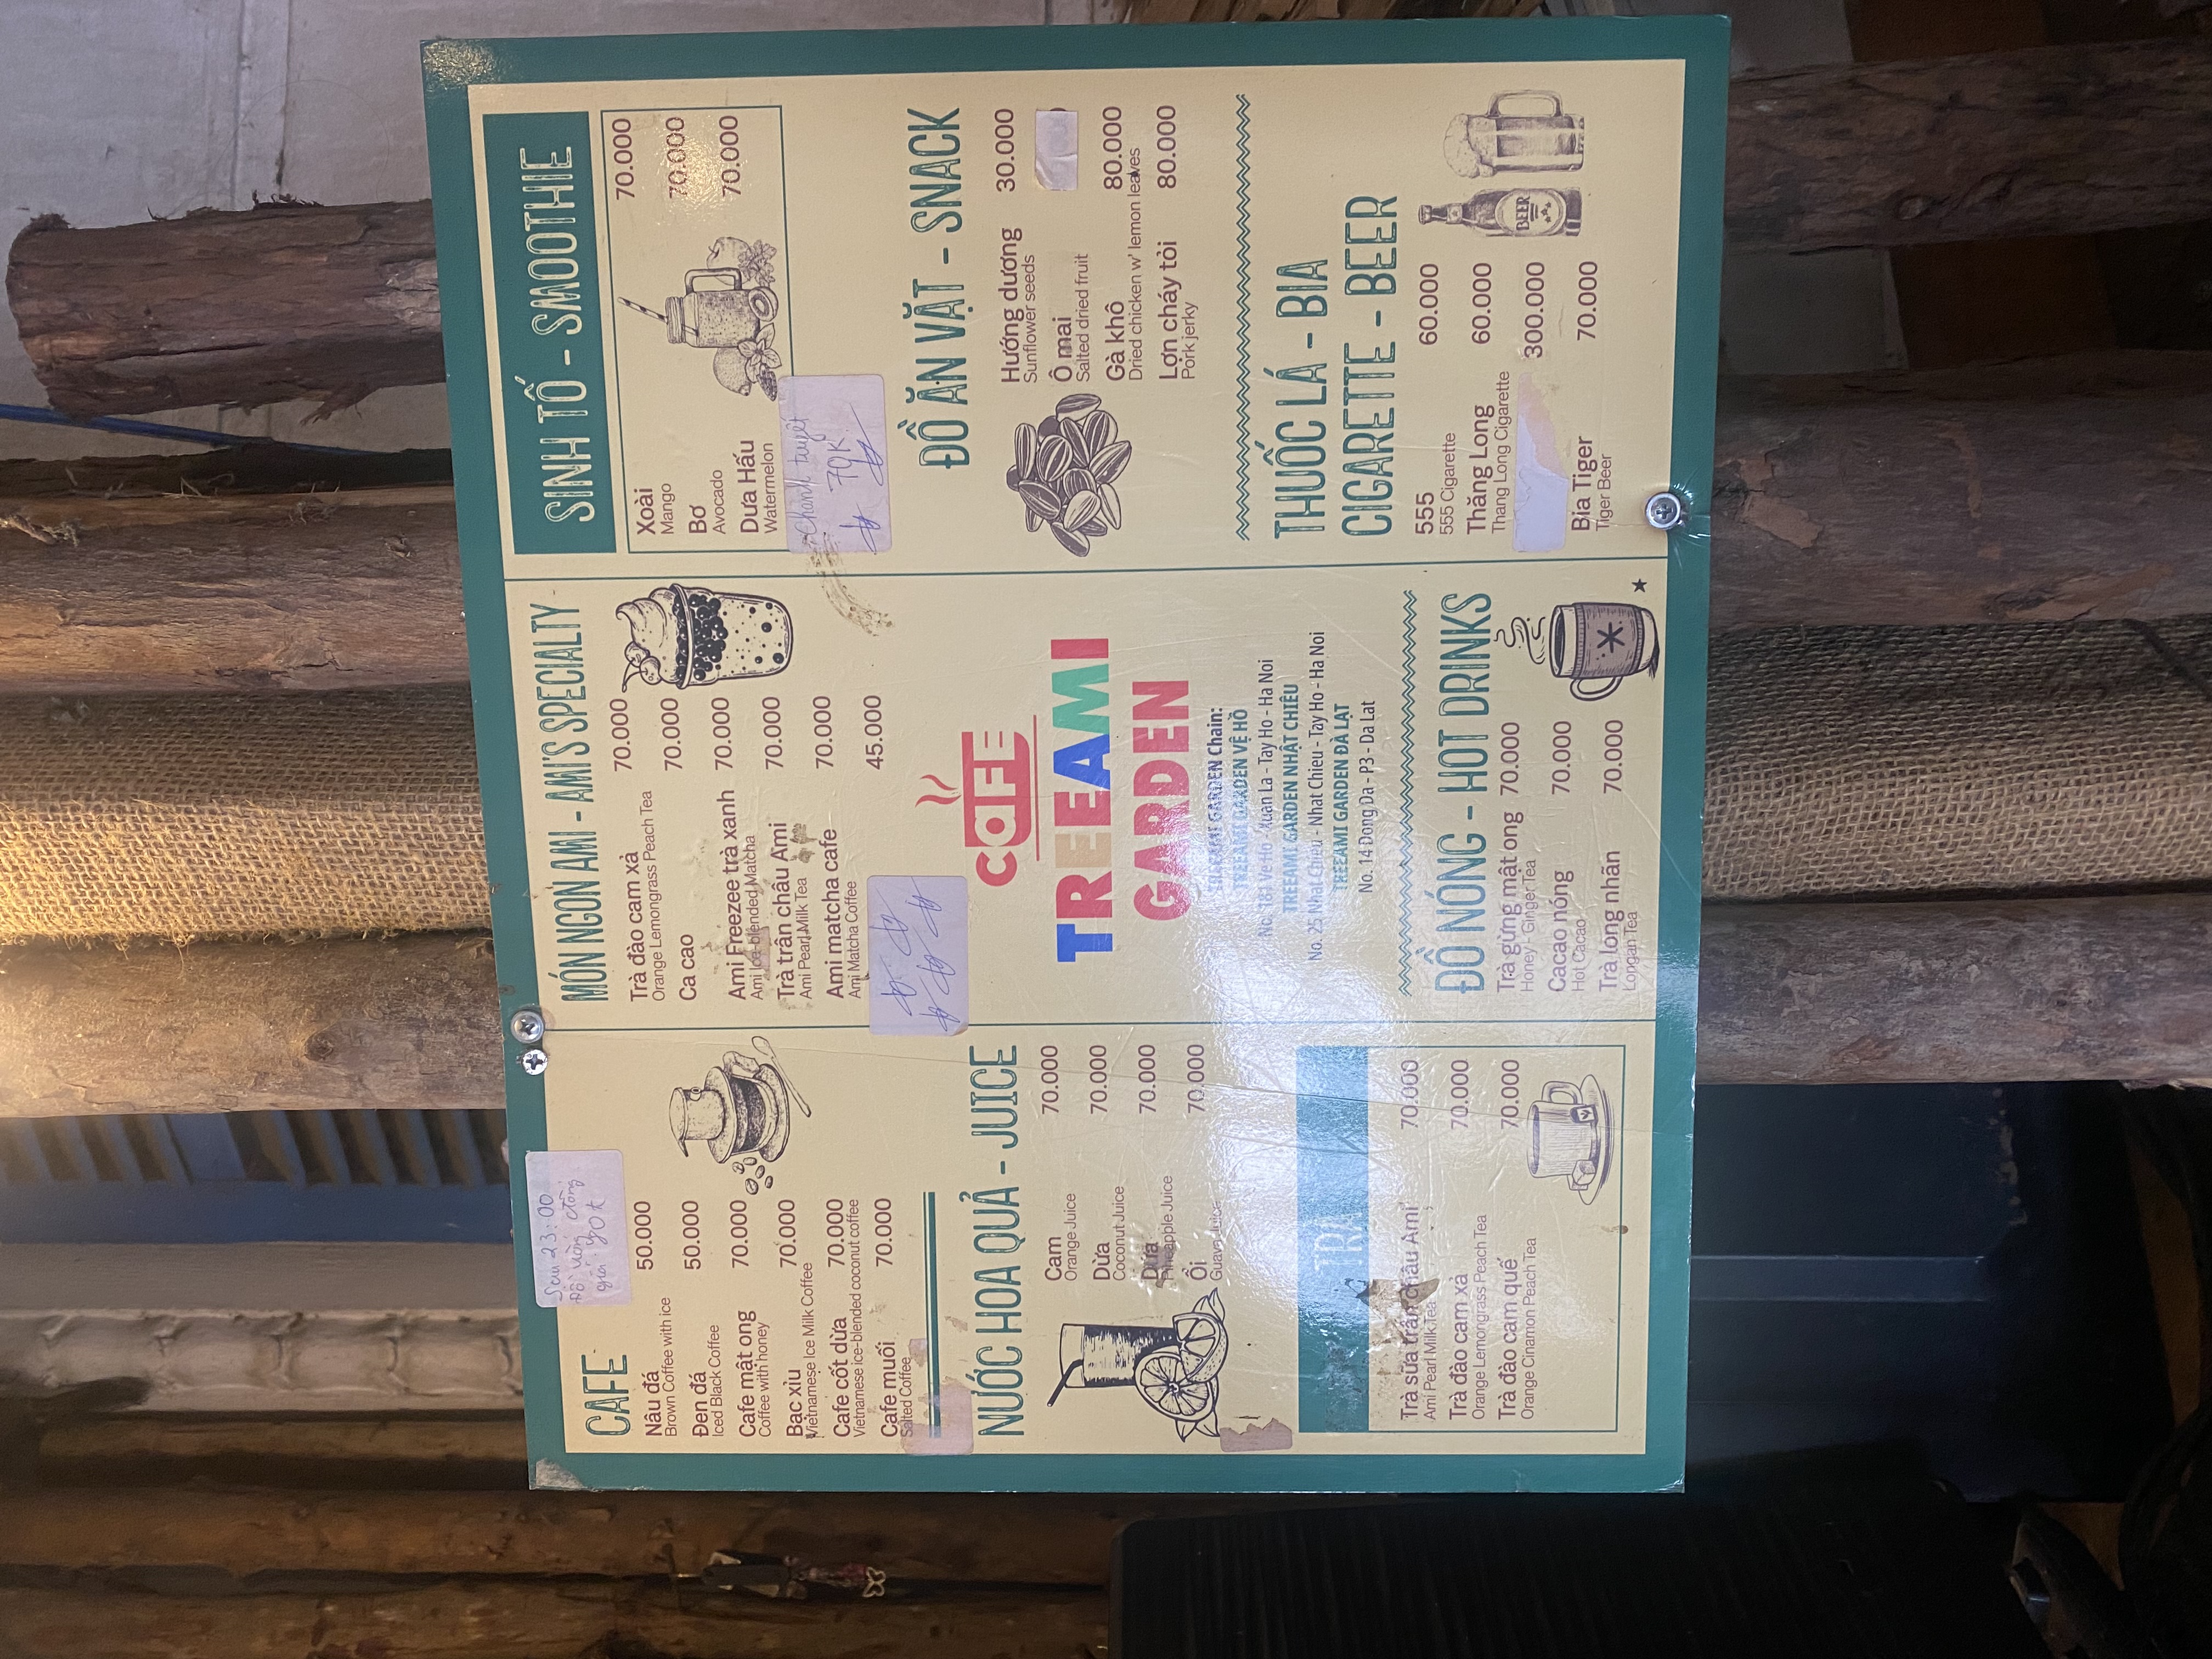 CAFE
Nâu đá 50.000
Brown Coffee with ice
Đen đá 50.000
Iced Black Coffee
Cafe mật ong 70.000
Coffee with honey
Bạc xỉu 70.000
Vietnamese Ice Milk Coffee
Cafe cốt dừa 70.000
Vietnamese ice-blended coconut coffee
Cafe muối 70.000
Salted Coffee
NƯỚC HOA QUẢ - JUICE
Cam 70.000
Orange Juice
Dừa 70.000
Coconut Juice
Dứa 70.000
Pineapple Juice
Ổi 70.000
Guava Juice
TRÀ
Trà sữa trân châu Ami 70.000
Ami Pearl Milk Tea
Trà đào cam xả 70.000
Orange Lemongrass Peach Tea
Trà đào cam quế 70.000
Orange Cinamon Peach Tea
MÓN NGON AMI - AMI'S SPECIALTY
Trà đào cam xả 70.000
Orange Lemongrass Peach Tea
Ca cao 70.000
Ami Freezee trà xanh 70.000
Ami Ice-blended Matcha
Trà trân châu Ami 70.000
Ami Pearl Milk Tea
Ami matcha cafe 70.000
Ami Matcha Coffee
45.000
CAFE
TREEAMI
GARDEN
TREEAMI GARDEN Chain:
TREEAMI GARDEN VỆ HỒ
No. 181 Ve Ho - Xuan La - Tay Ho - Ha Noi
TREEAMI GARDEN NHẬT CHIÊU
No. 25 Nhat Chieu - Nhat Chieu - Tay Ho - Ha Noi
TREEAMI GARDEN ĐÀ LẠT
No. 14 Dong Da - P3 - Da Lat
ĐỒ NÓNG - HOT DRINKS
Trà gừng mật ong 70.000
Honey - Ginger Tea
Cacao nóng 70.000
Hot Cacao
Trà long nhãn 70.000
Longan Tea
SINH TỐ - SMOOTHIE
Xoài 70.000
Mango
Bơ 70.000
Avocado
Dưa Hấu 70.000
Watermelon
Chanh tuyết
70K
ĐỒ ĂN VẶT - SNACK
Hướng dương 30.000
Sunflower seeds
Ô mai
Salted dried fruit
Gà khô 80.000
Dried chicken w' lemon leaves
Lợn cháy tỏi 80.000
Pork jerky
THUỐC LÁ - BIA
CIGARETTE - BEER
555 60.000
555 Cigarette
Thăng Long 60.000
Thang Long Cigarette
300.000
Bia Tiger 70.000
Tiger Beer
BEER